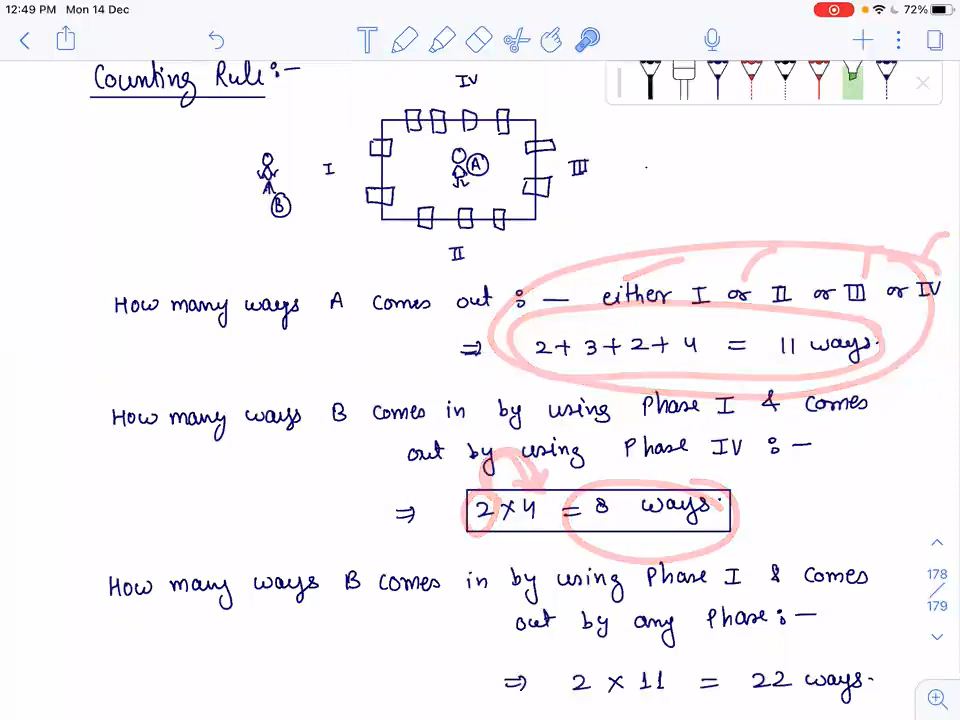 12:49 PM Mon 14 Dec
72%
T
Counting Rule:-
IV
I
A
III
B
II
How many ways A comes out :- either I or II or III or IV
⇒ 2+3+2+4 = 11 ways.
How many ways B comes in by using Phase I & comes
out by using Phase IV :-
⇒ 2×4 = 8 ways.
How many ways B comes in by using Phase I & comes
out by any Phase:-
⇒ 2 × 11 = 22 ways.
178
/
179